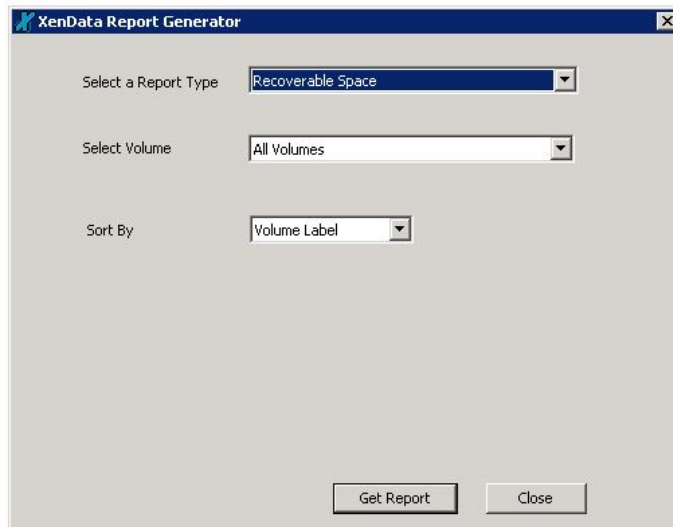 XenData Report Generator
Select a Report Type Recoverable Space
Select Volume All Volumes
Sort By Volume Label
Get Report Close